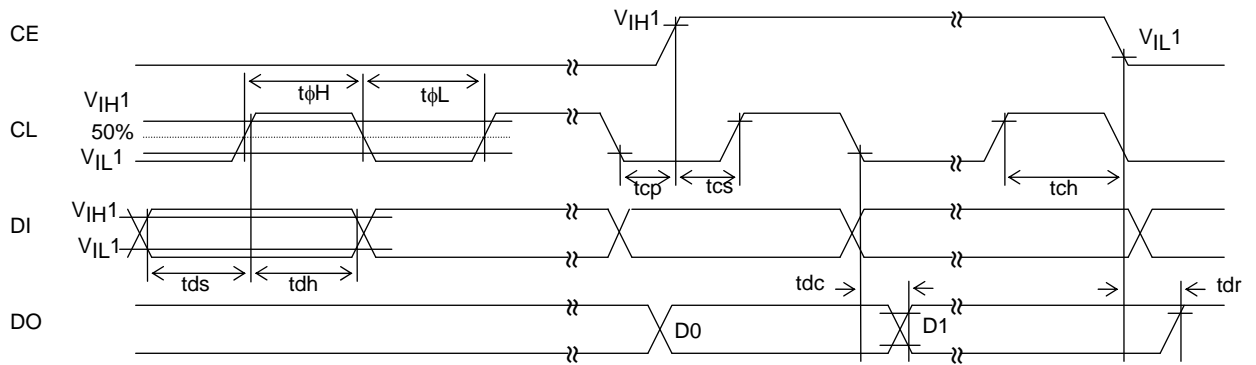 CE
VIH1
VIL1
tϕH
tϕL
VIH1
CL
50%
VIL1
tcp
tcs
tch
VIH1
DI
VIL1
tds
tdh
tdc
tdr
DO
D0
D1